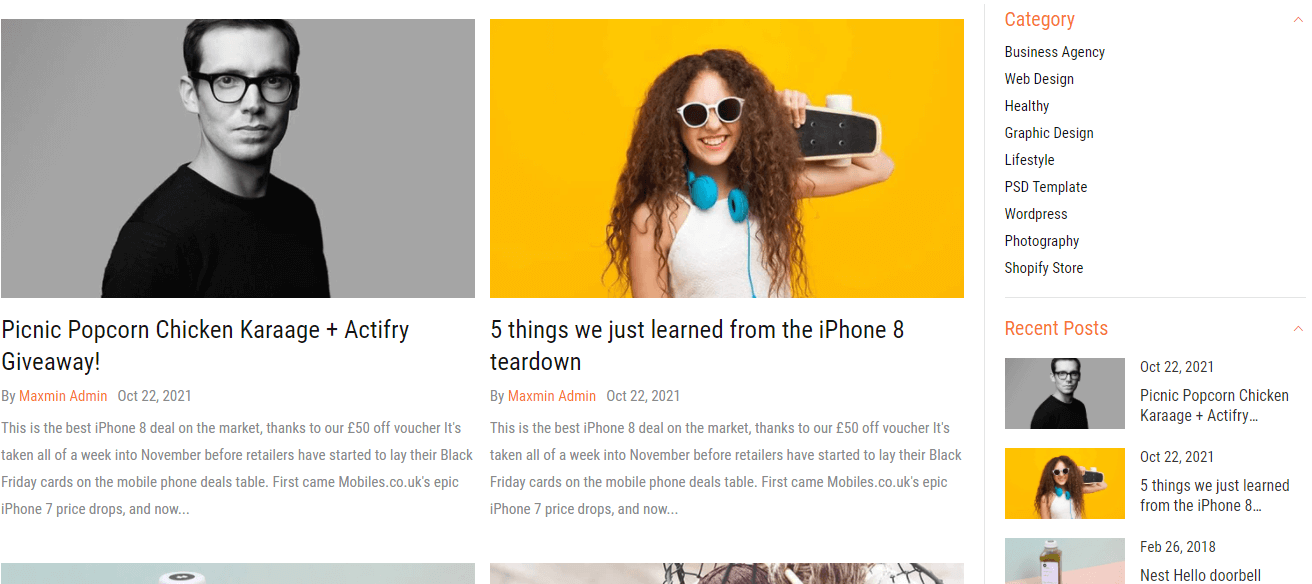 Picnic Popcorn Chicken Karaage + Actifry
Giveaway!
By Maxmin Admin Oct 22, 2021
This is the best iPhone 8 deal on the market, thanks to our £50 off voucher It's
taken all of a week into November before retailers have started to lay their Black
Friday cards on the mobile phone deals table. First came Mobiles.co.uk's epic
iPhone 7 price drops, and now...
5 things we just learned from the iPhone 8
teardown
By Maxmin Admin Oct 22, 2021
This is the best iPhone 8 deal on the market, thanks to our £50 off voucher It's
taken all of a week into November before retailers have started to lay their Black
Friday cards on the mobile phone deals table. First came Mobiles.co.uk's epic
iPhone 7 price drops, and now...
Category
Business Agency
Web Design
Healthy
Graphic Design
Lifestyle
PSD Template
Wordpress
Photography
Shopify Store
Recent Posts
Oct 22, 2021
Picnic Popcorn Chicken
Karaage + Actifry...
Oct 22, 2021
5 things we just learned
from the iPhone 8...
Feb 26, 2018
Nest Hello doorbell